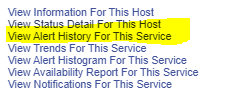 View Information For This Host
View Status Detail For This Host
View Alert History For This Service
View Trends For This Service
View Alert Histogram For This Service
View Availability Report For This Service
View Notifications For This Service